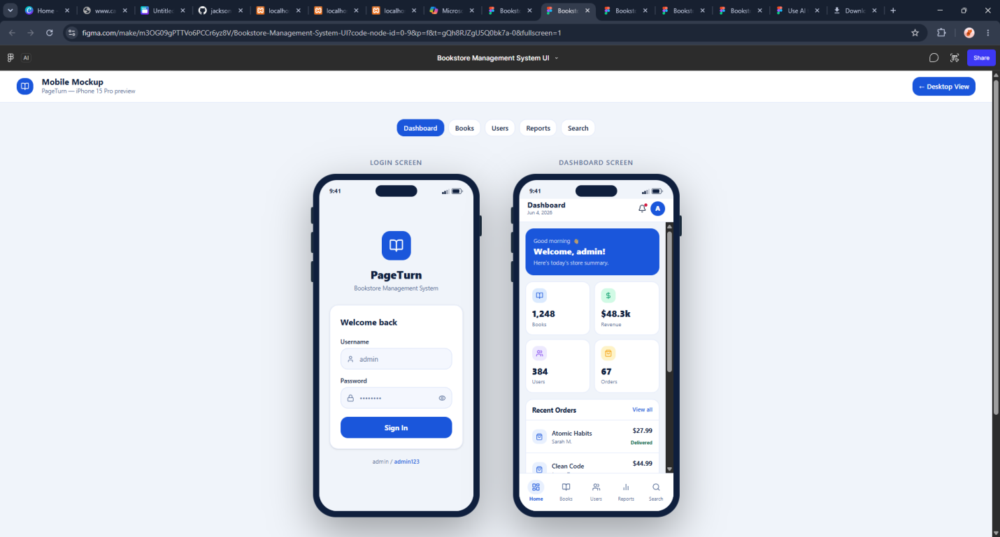 Home
www.ca
Untitle
jackson
localho
localho
localho
Micros
Bookst
Bookst
Bookst
Bookst
Bookst
Use AI
Downl
figma.com/make/m3OG09gPTTVo6PCCr6yz8V/Bookstore-Management-System-UI?code-node-id=0-9&p=f&t=gQh8RJZgU5Q0bk7a-0&fullscreen=1
AI
Bookstore Management System UI
Share
Mobile Mockup
PageTurn — iPhone 15 Pro preview
← Desktop View
Dashboard
Books
Users
Reports
Search
LOGIN SCREEN
9:41
PageTurn
Bookstore Management System
Welcome back
Username
admin
Password
••••••••
Sign In
admin / admin123
DASHBOARD SCREEN
9:41
Dashboard
Jun 4, 2026
A
Good morning 👋
Welcome, admin!
Here's today's store summary.
1,248
Books
$48.3k
Revenue
384
Users
67
Orders
Recent Orders
View all
Atomic Habits
$27.99
Sarah M.
Delivered
Clean Code
$44.99
Home
Books
Users
Reports
Search